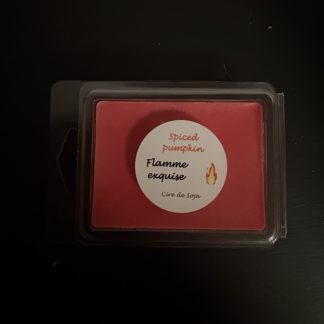 Spiced
pumpkin
Flamme
exquise
Cire de Soja